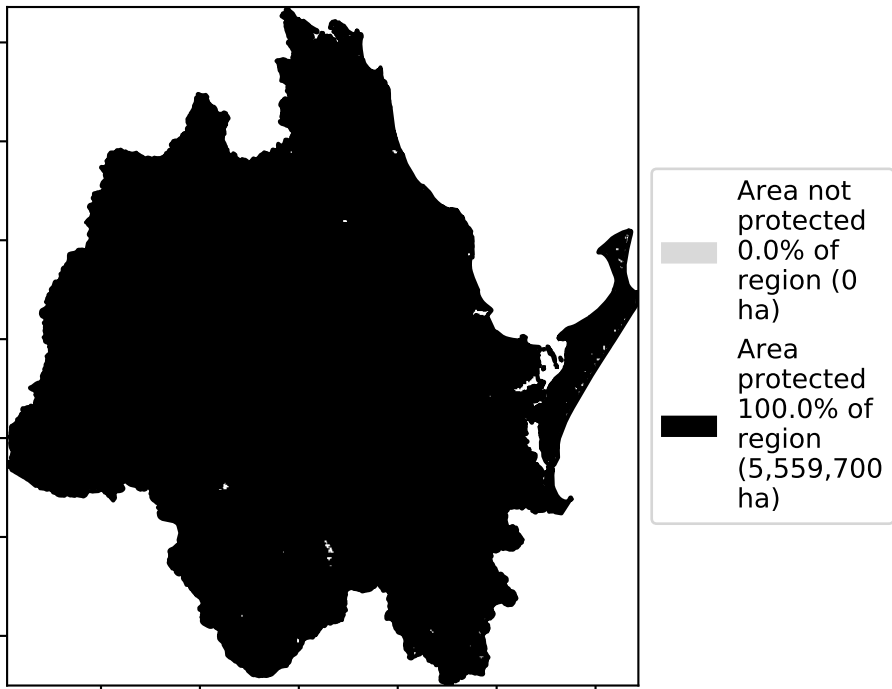 Area not
protected
0.0% of
region (0
ha)
Area
protected
100.0% of
region
(5,559,700
ha)